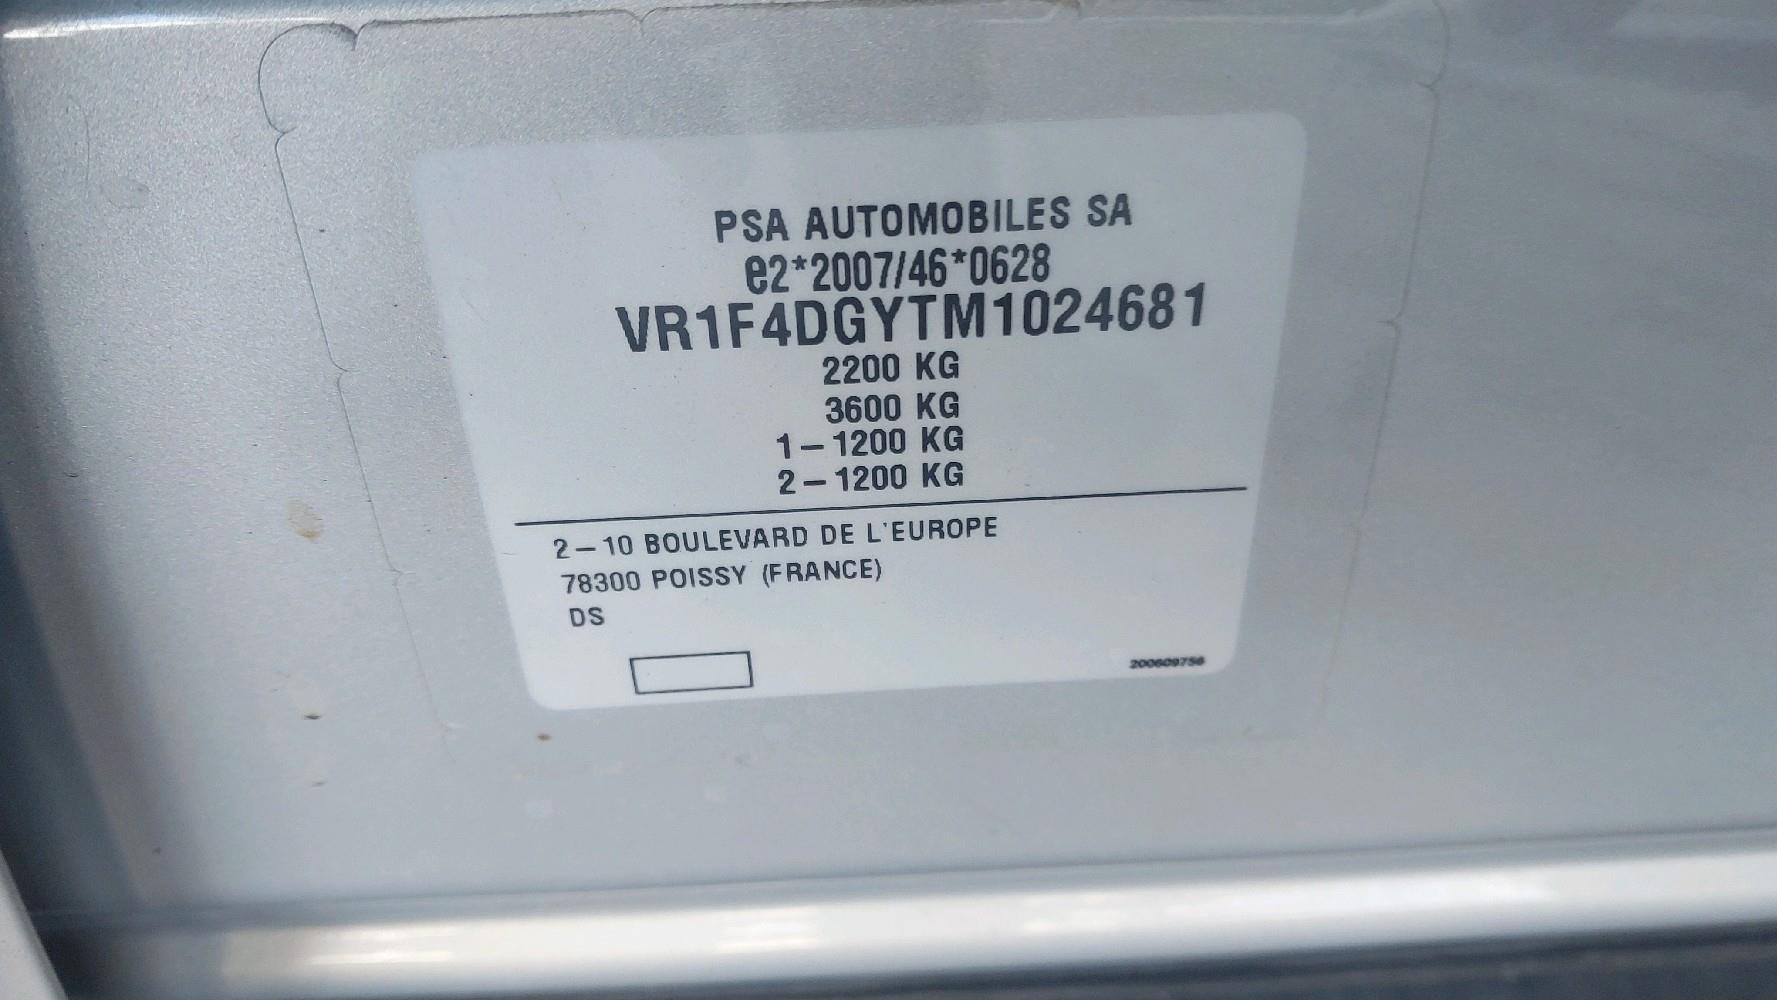 PSA AUTOMOBILES SA
e2*2007/46*0628
VR1F4DGYTM1024681
2200 KG
3600 KG
1-1200 KG
2-1200 KG
2-10 BOULEVARD DE L'EUROPE
78300 POISSY (FRANCE)
DS
200609756